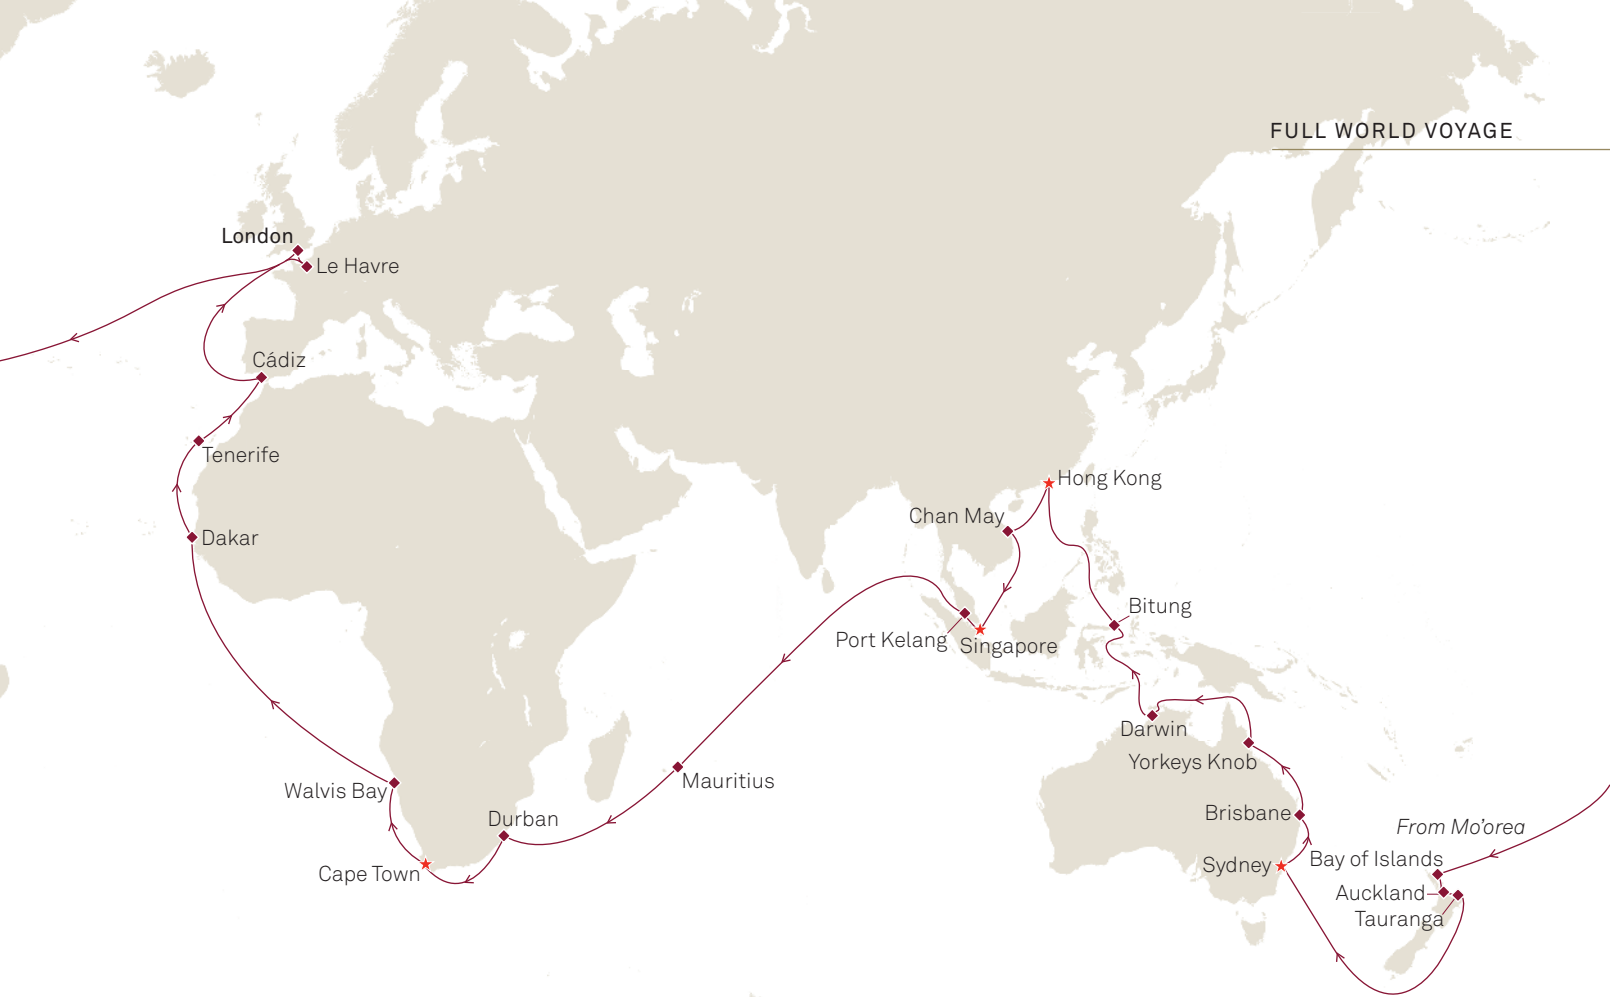 FULL WORLD VOYAGE
London
Le Havre
Cádiz
Tenerife
Hong Kong
Chan May
Dakar
Bitung
Port Kelang
Singapore
Darwin
Yorkeys Knob
Mauritius
Walvis Bay
Durban
Brisbane
From Mo’orea
Bay of Islands
Sydney
Cape Town
Auckland
Tauranga